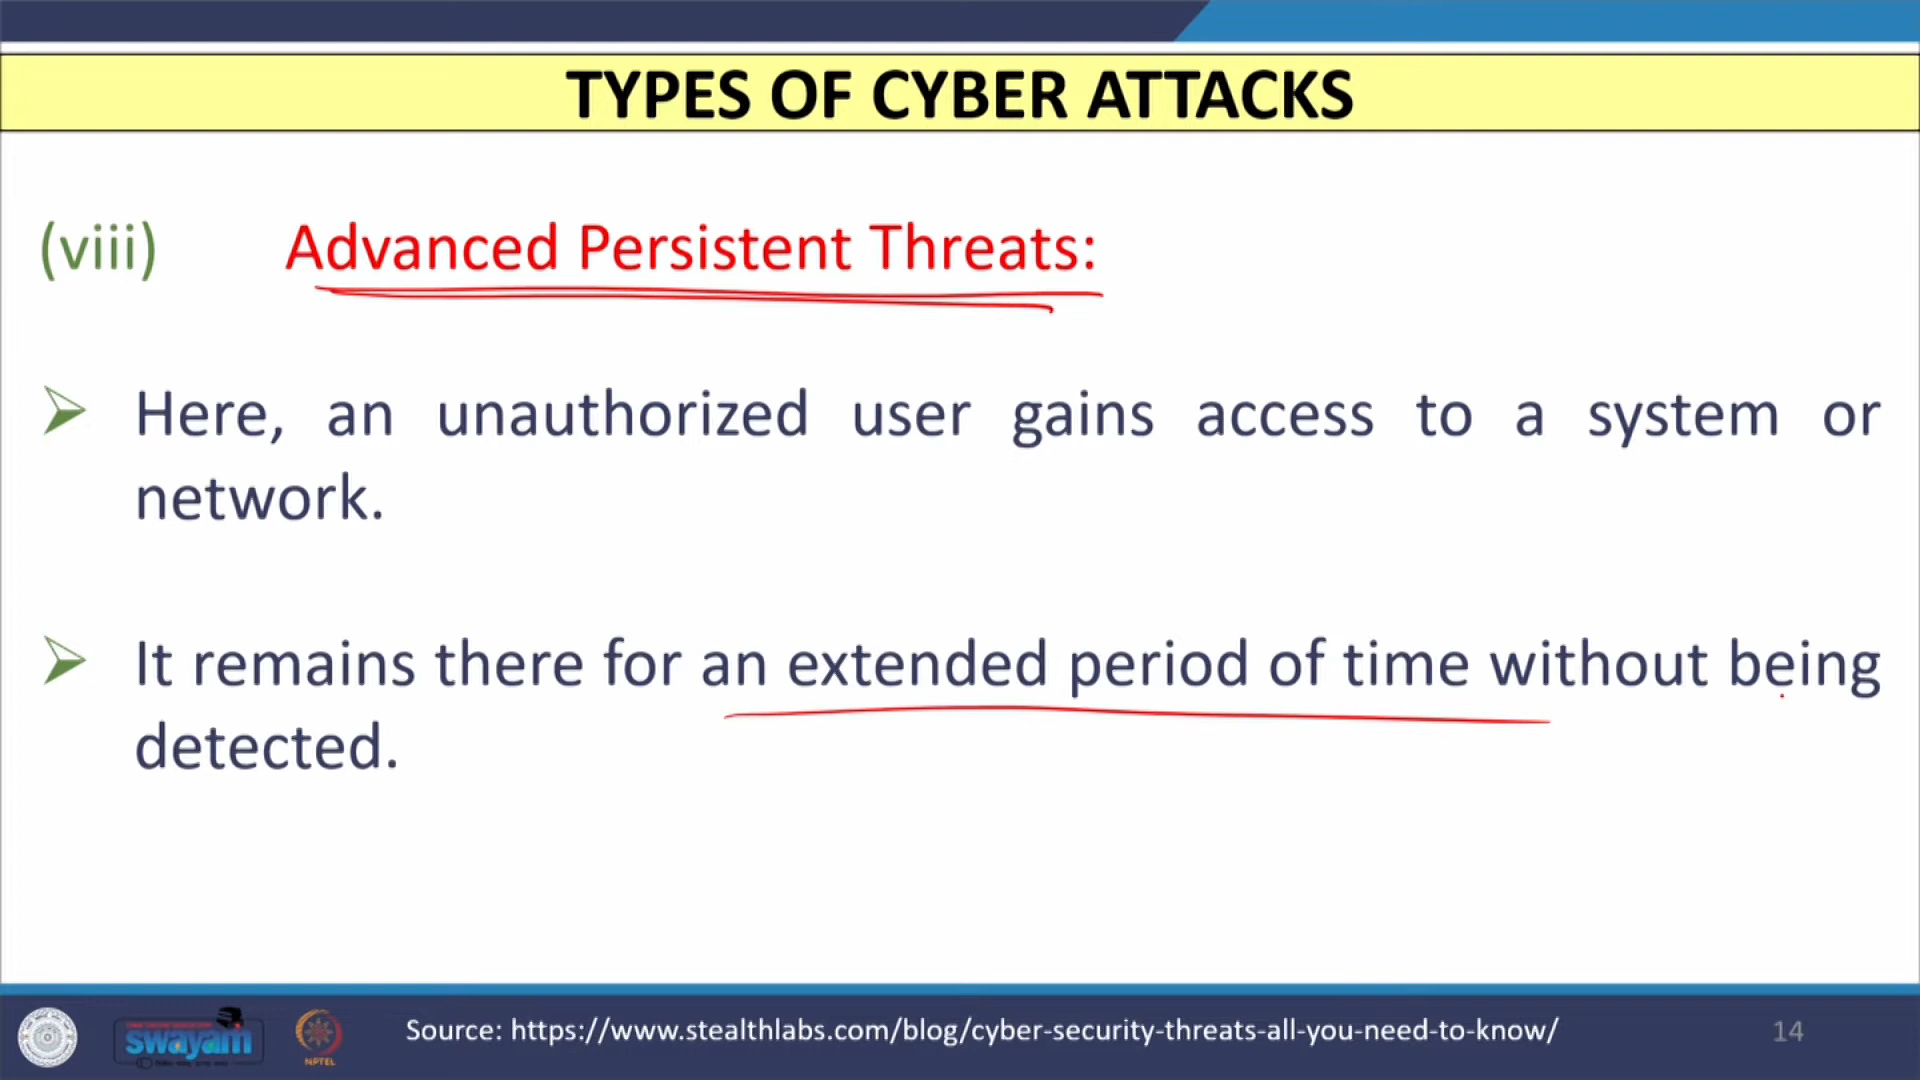 TYPES OF CYBER ATTACKS
(viii) Advanced Persistent Threats:
Here, an unauthorized user gains access to a system or
network.
It remains there for an extended period of time without being
detected.
swayam
NPTEL
Source: https://www.stealthlabs.com/blog/cyber-security-threats-all-you-need-to-know/
14